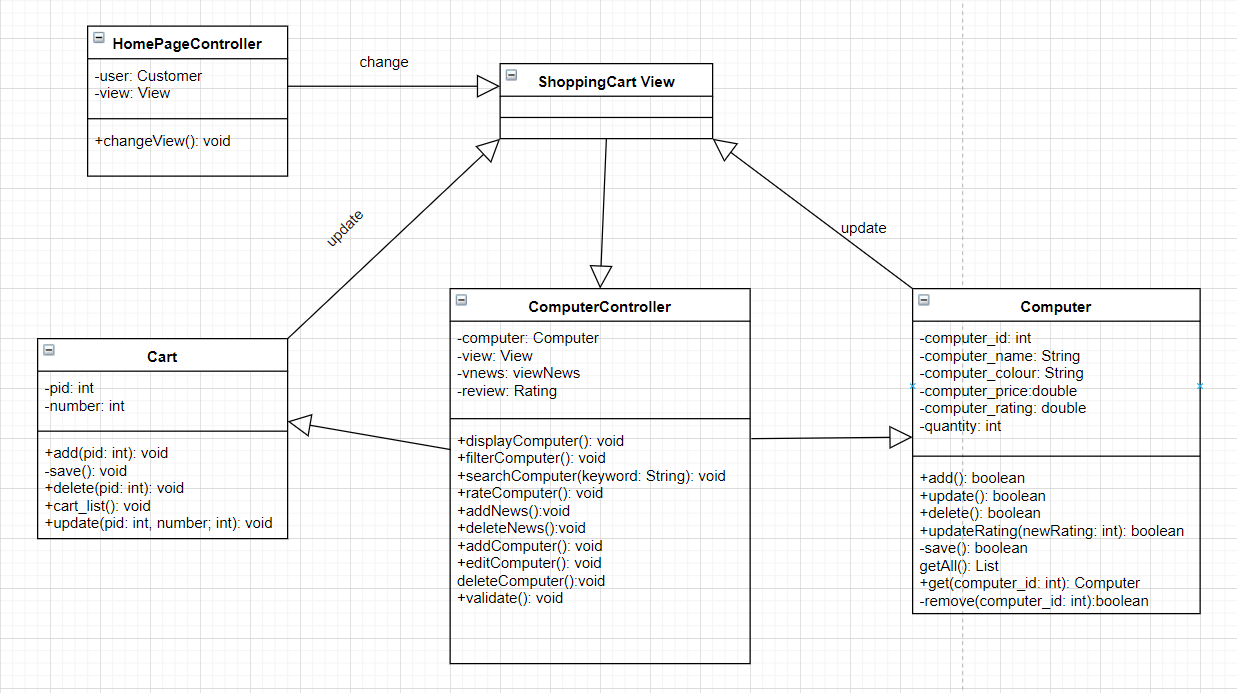 HomePageController
-user: Customer
-view: View
+changeView(): void
change
ShoppingCart View
update
update
Cart
-pid: int
-number: int
+add(pid: int): void
-save(): void
+delete(pid: int): void
+cart_list(): void
+update(pid: int, number; int): void
ComputerController
-computer: Computer
-view: View
-vnews: viewNews
-review: Rating
+displayComputer(): void
+filterComputer(): void
+searchComputer(keyword: String): void
+rateComputer(): void
+addNews():void
+deleteNews():void
+addComputer(): void
+editComputer(): void
deleteComputer():void
+validate(): void
Computer
-computer_id: int
-computer_name: String
-computer_colour: String
-computer_price:double
-computer_rating: double
-quantity: int
+add(): boolean
+update(): boolean
+delete(): boolean
+updateRating(newRating: int): boolean
-save(): boolean
getAll(): List
+get(computer_id: int): Computer
-remove(computer_id: int):boolean